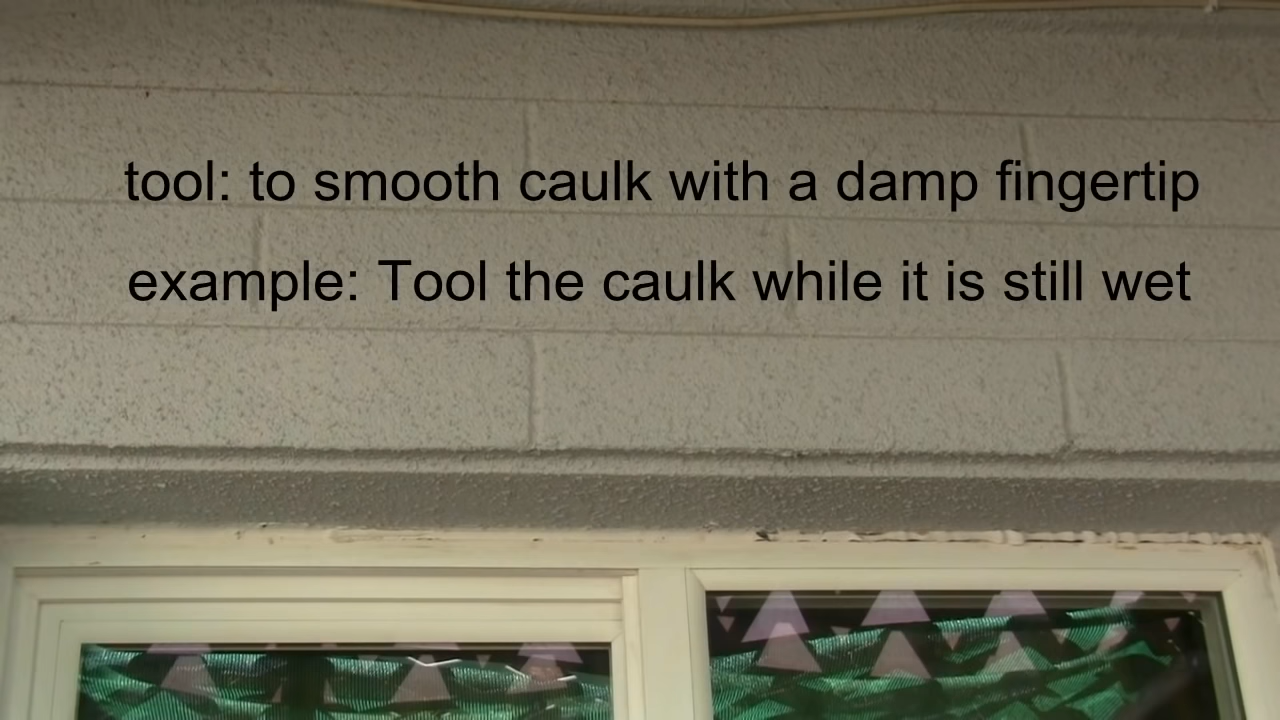 tool: to smooth caulk with a damp fingertip
example: Tool the caulk while it is still wet